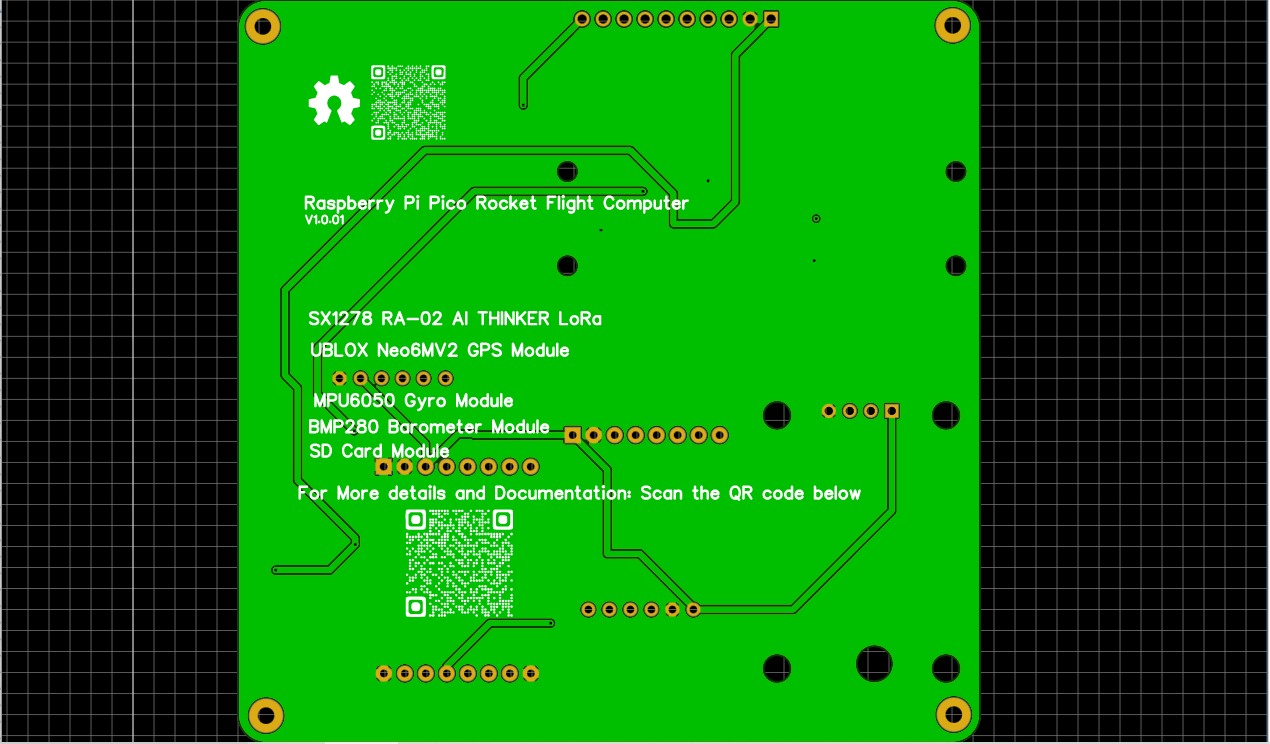 Raspberry Pi Pico Rocket Flight Computer
V1.0.01
SX1278 RA-02 AI THINKER LoRa
UBLOX Neo6MV2 GPS Module
MPU6050 Gyro Module
BMP280 Barometer Module
SD Card Module
For More details and Documentation: Scan the QR code below